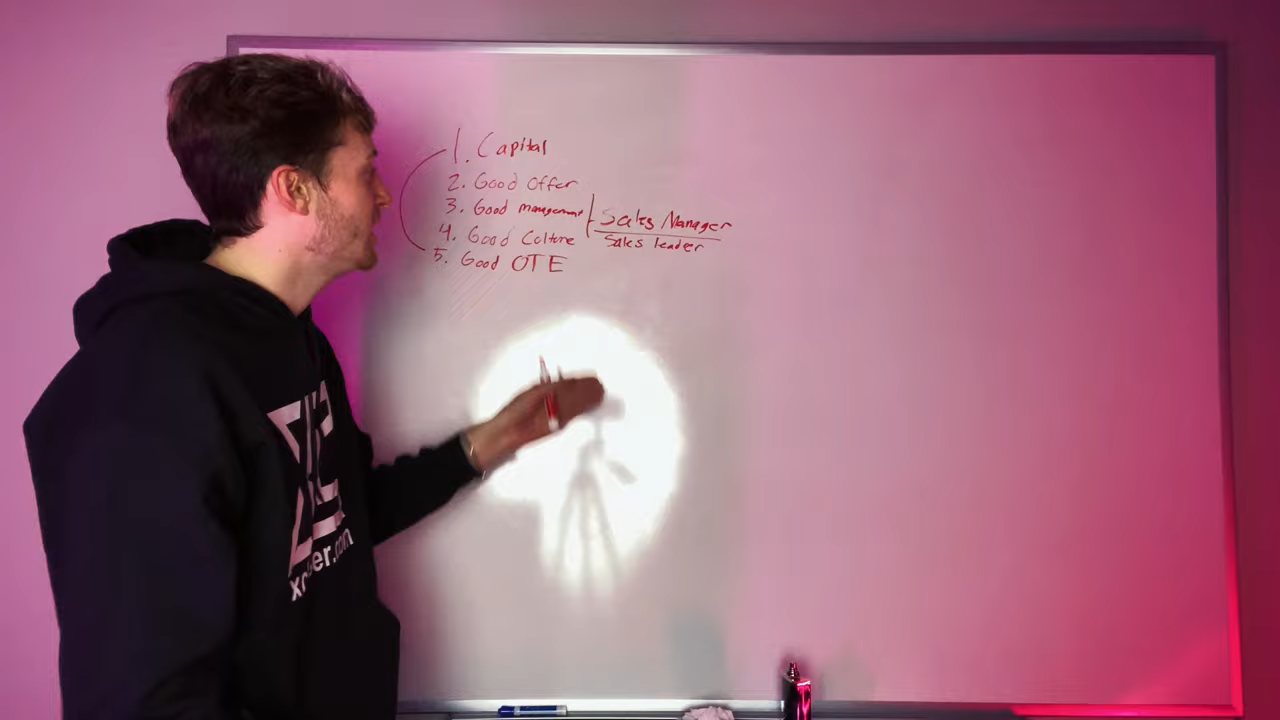 1. Capital
2. Good Offer
3. Good management
4. Good Culture
5. Good OTE
Sales Manager
Sales leader